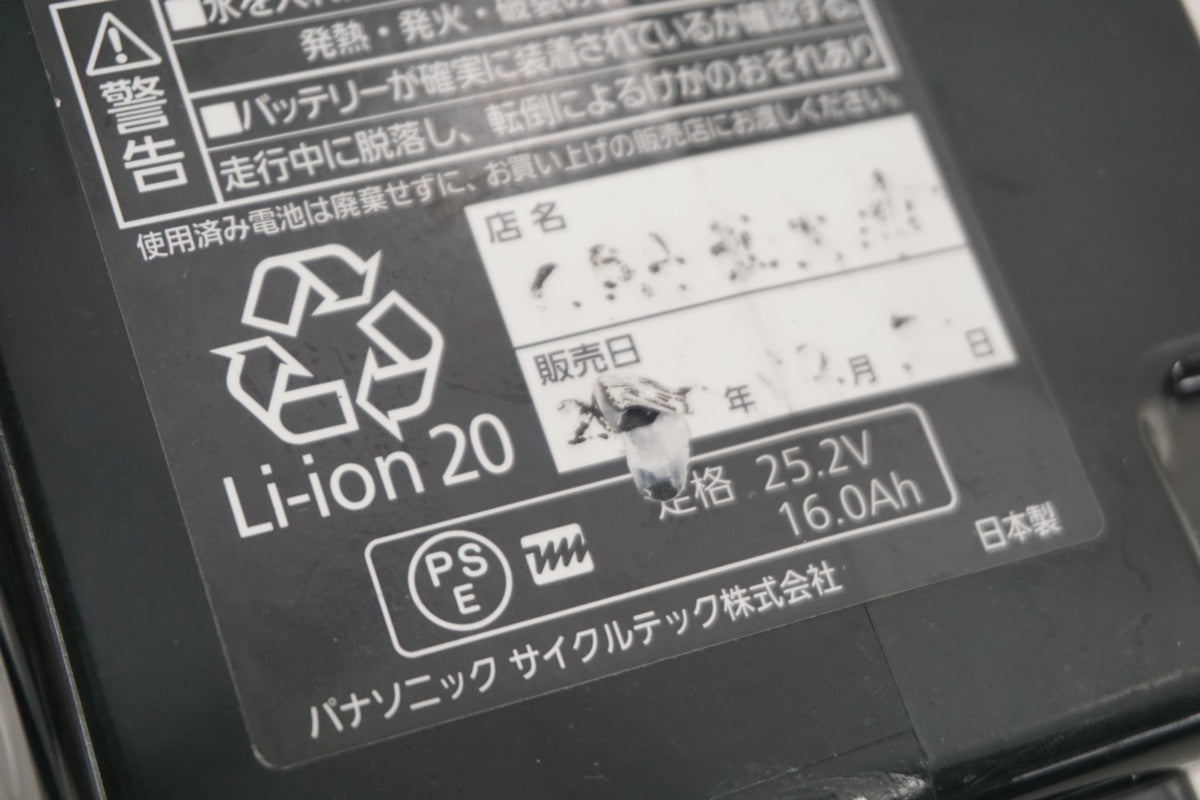 ■水を入れ
発熱・発火・破裂の
警告
■バッテリーが確実に装着されているか確認する。
走行中に脱落し、転倒によるけがのおそれあり
使用済み電池は廃棄せずに、お買い上げの販売店にお渡しください。
店名
販売日
年 月 日
Li-ion 20
定格 25.2V
16.0Ah
PS
E
日本製
パナソニック サイクルテック株式会社